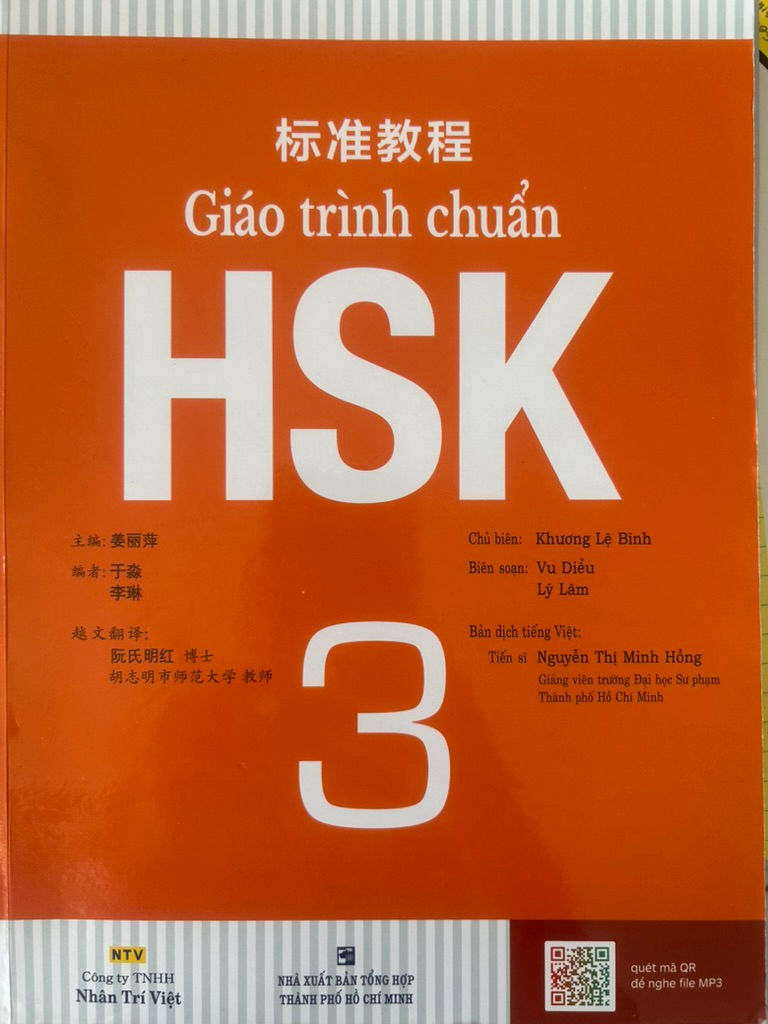 标准教程
Giáo trình chuẩn
HSK
主编: 姜丽萍
编者: 于淼
李琳
越文翻译:
阮氏明红 博士
胡志明市师范大学 教师
Chủ biên: Khương Lệ Bình
Biên soạn: Vu Diểu
Lý Lâm
Bản dịch tiếng Việt:
Tiến sĩ Nguyễn Thị Minh Hồng
Giảng viên trường Đại học Sư phạm
Thành phố Hồ Chí Minh
3
NTV
Công ty TNHH
Nhân Trí Việt
NHÀ XUẤT BẢN TỔNG HỢP
THÀNH PHỐ HỒ CHÍ MINH
quét mã QR
để nghe file MP3